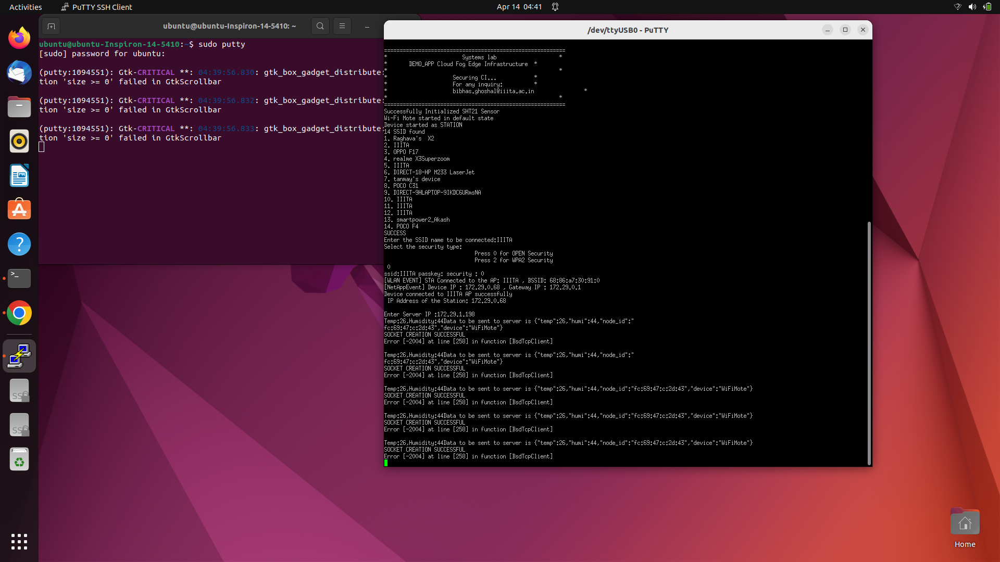 Activities
PuTTY SSH Client
Apr 14 04:41
ubuntu@ubuntu-Inspiron-14-5410: ~
ubuntu@ubuntu-Inspiron-14-5410:~$ sudo putty
[sudo] password for ubuntu:
(putty:1094551): Gtk-CRITICAL **: 04:39:56.830: gtk_box_gadget_distribute:
tion 'size >= 0' failed in GtkScrollbar
(putty:1094551): Gtk-CRITICAL **: 04:39:56.832: gtk_box_gadget_distribute:
tion 'size >= 0' failed in GtkScrollbar
(putty:1094551): Gtk-CRITICAL **: 04:39:56.833: gtk_box_gadget_distribute:
tion 'size >= 0' failed in GtkScrollbar
/dev/ttyUSB0 - PuTTY
==========================================================
* Systems lab *
* DEMO_APP Cloud Fog Edge Infrastructure *
* *
* Securing CI... *
* For any inquiry: *
* bibhas.ghoshal@iiita.ac.in *
* *
==========================================================
Successfully Initialized SHT21 Sensor
Wi-Fi Mote started in default state
Device started as STATION
14 SSID found
1. Raghava's  X2
2. IIITA
3. OPPO F17
4. realme X3Superzoom
5. IIITA
6. DIRECT-18-HP M233 LaserJet
7. tanmay's device
8. POCO C31
9. DIRECT-9HLAPTOP-9IKDC6URmsNA
10. IIITA
11. IIITA
12. IIITA
13. smartpower2_Akash
14. POCO F4
SUCCESS
Enter the SSID name to be connected:IIITA
Select the security type:
Press 0 for OPEN Security
Press 2 for WPA2 Security
0
ssid:IIITA passkey: security : 0
[WLAN EVENT] STA Connected to the AP: IIITA , BSSID: 68:86:a7:30:91:0
[NetAppEvent] Device IP : 172.29.0.68 , Gateway IP : 172.29.0.1
Device connected to IIITA AP successfully
IP Address of the Station: 172.29.0.68
Enter Server IP :172.29.1.198
Temp:26,Humidity:44Data to be sent to server is {"temp":26,"humi":44,"node_id":"
fc:69:47:c:2d:43","device":"WiFiMote"}
SOCKET CREATION SUCCESSFUL
Error [-2004] at line [258] in function [BsdTcpClient]
Temp:26,Humidity:44Data to be sent to server is {"temp":26,"humi":44,"node_id":"
fc:69:47:c:2d:43","device":"WiFiMote"}
SOCKET CREATION SUCCESSFUL
Error [-2004] at line [258] in function [BsdTcpClient]
Temp:26,Humidity:44Data to be sent to server is {"temp":26,"humi":44,"node_id":"fc:69:47:c:2d:43","device":"WiFiMote"}
SOCKET CREATION SUCCESSFUL
Error [-2004] at line [258] in function [BsdTcpClient]
Temp:26,Humidity:44Data to be sent to server is {"temp":26,"humi":44,"node_id":"fc:69:47:c:2d:43","device":"WiFiMote"}
SOCKET CREATION SUCCESSFUL
Error [-2004] at line [258] in function [BsdTcpClient]
Temp:26,Humidity:44Data to be sent to server is {"temp":26,"humi":44,"node_id":"fc:69:47:c:2d:43","device":"WiFiMote"}
SOCKET CREATION SUCCESSFUL
Error [-2004] at line [258] in function [BsdTcpClient]
SS
SS
Home